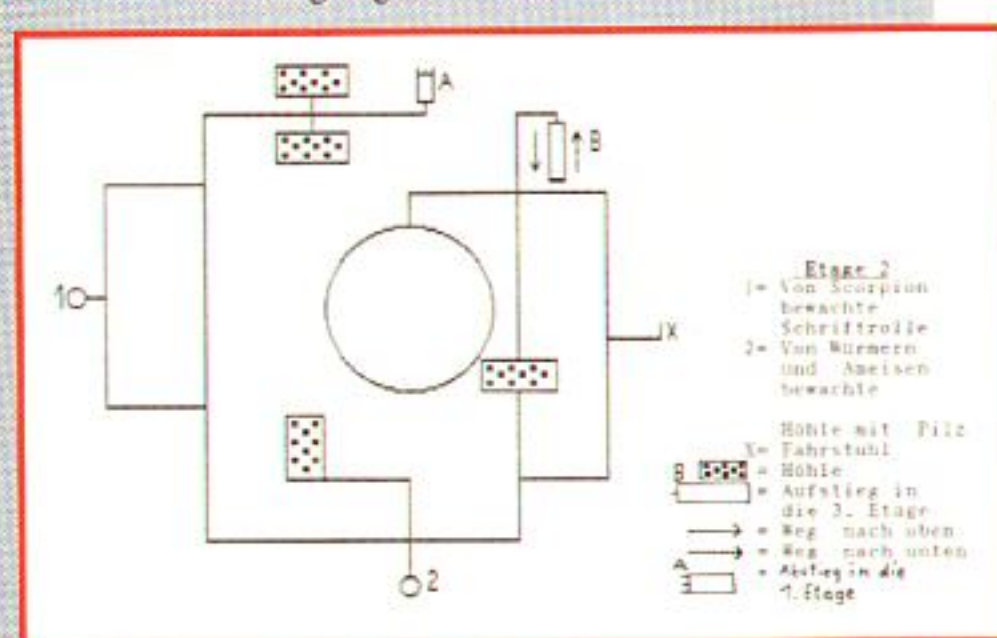 A
B
1
X
2
Etage 2
1= Von Scorpion
bewachte
Schriftrolle
2= Von Würmern
und Ameisen
bewachte
Höhle mit Pilz
X= Fahrstuhl
B = Höhle
= Aufstieg in
die 3. Etage
= Weg nach oben
= Weg nach unten
A = Abstieg in die
1. Etage